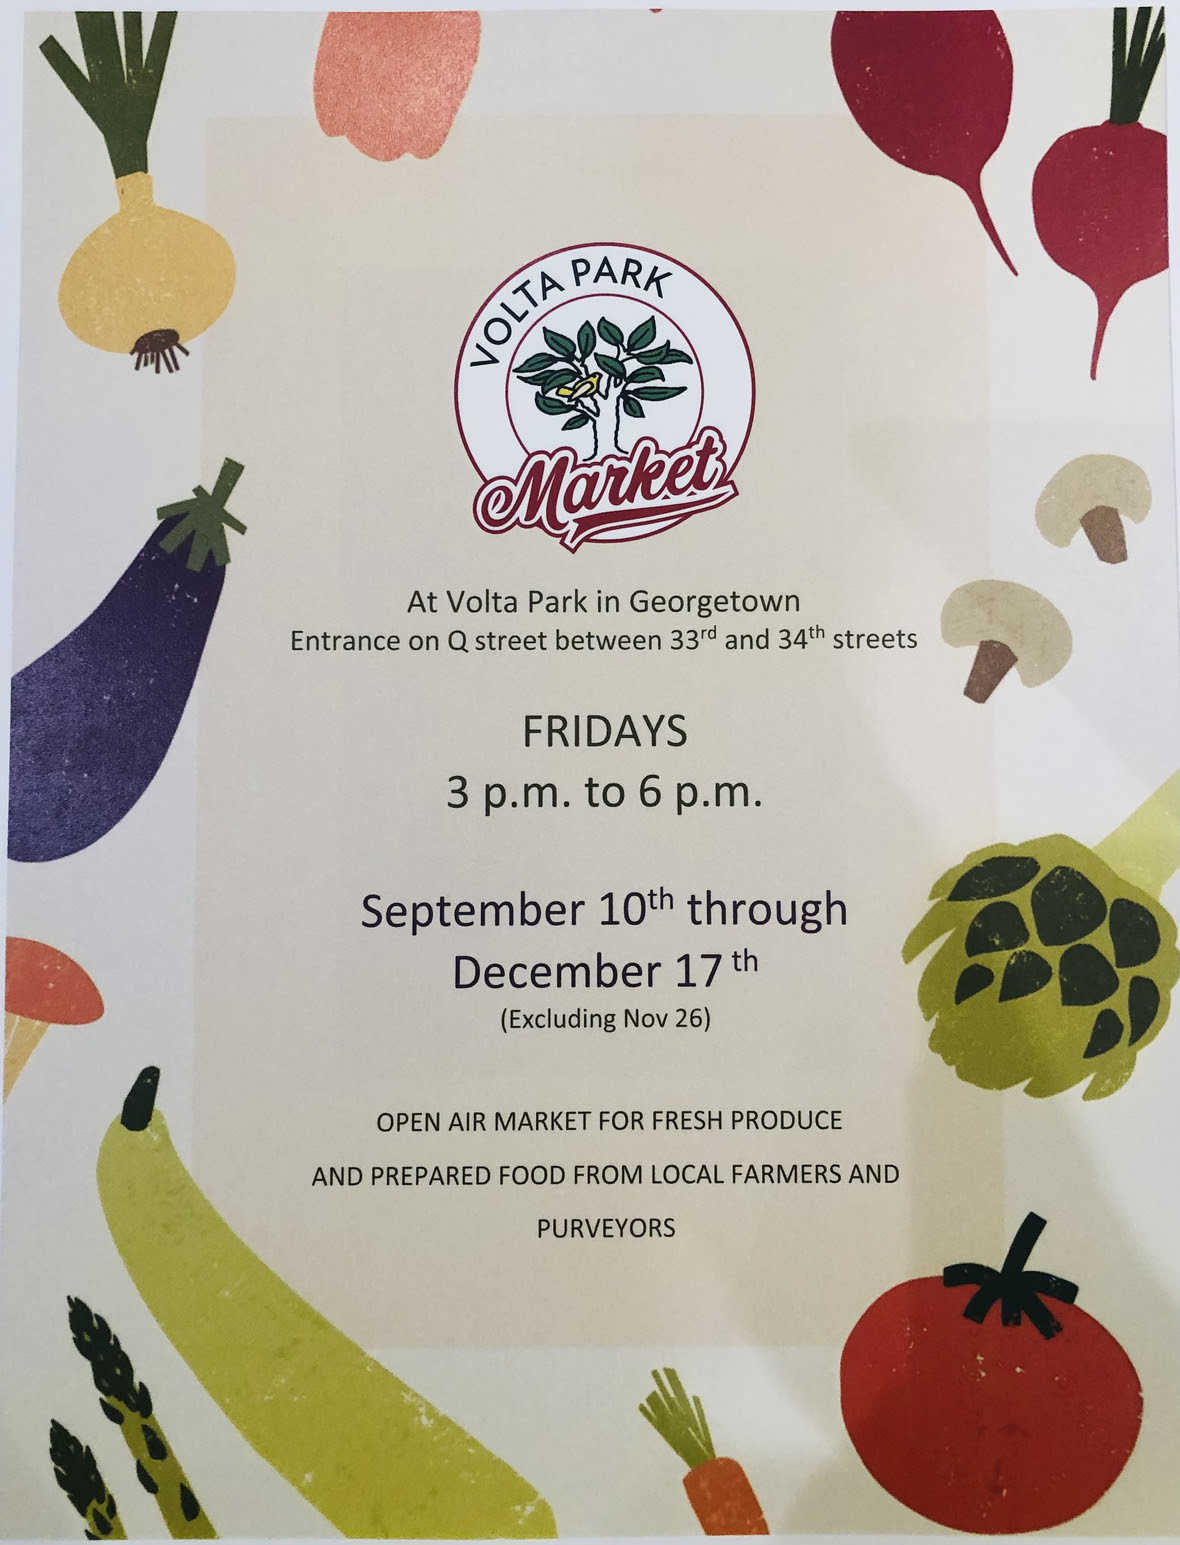 VOLTA PARK
Market
At Volta Park in Georgetown
Entrance on Q street between 33rd and 34th streets
FRIDAYS
3 p.m. to 6 p.m.
September 10th through
December 17th
(Excluding Nov 26)
OPEN AIR MARKET FOR FRESH PRODUCE
AND PREPARED FOOD FROM LOCAL FARMERS AND
PURVEYORS